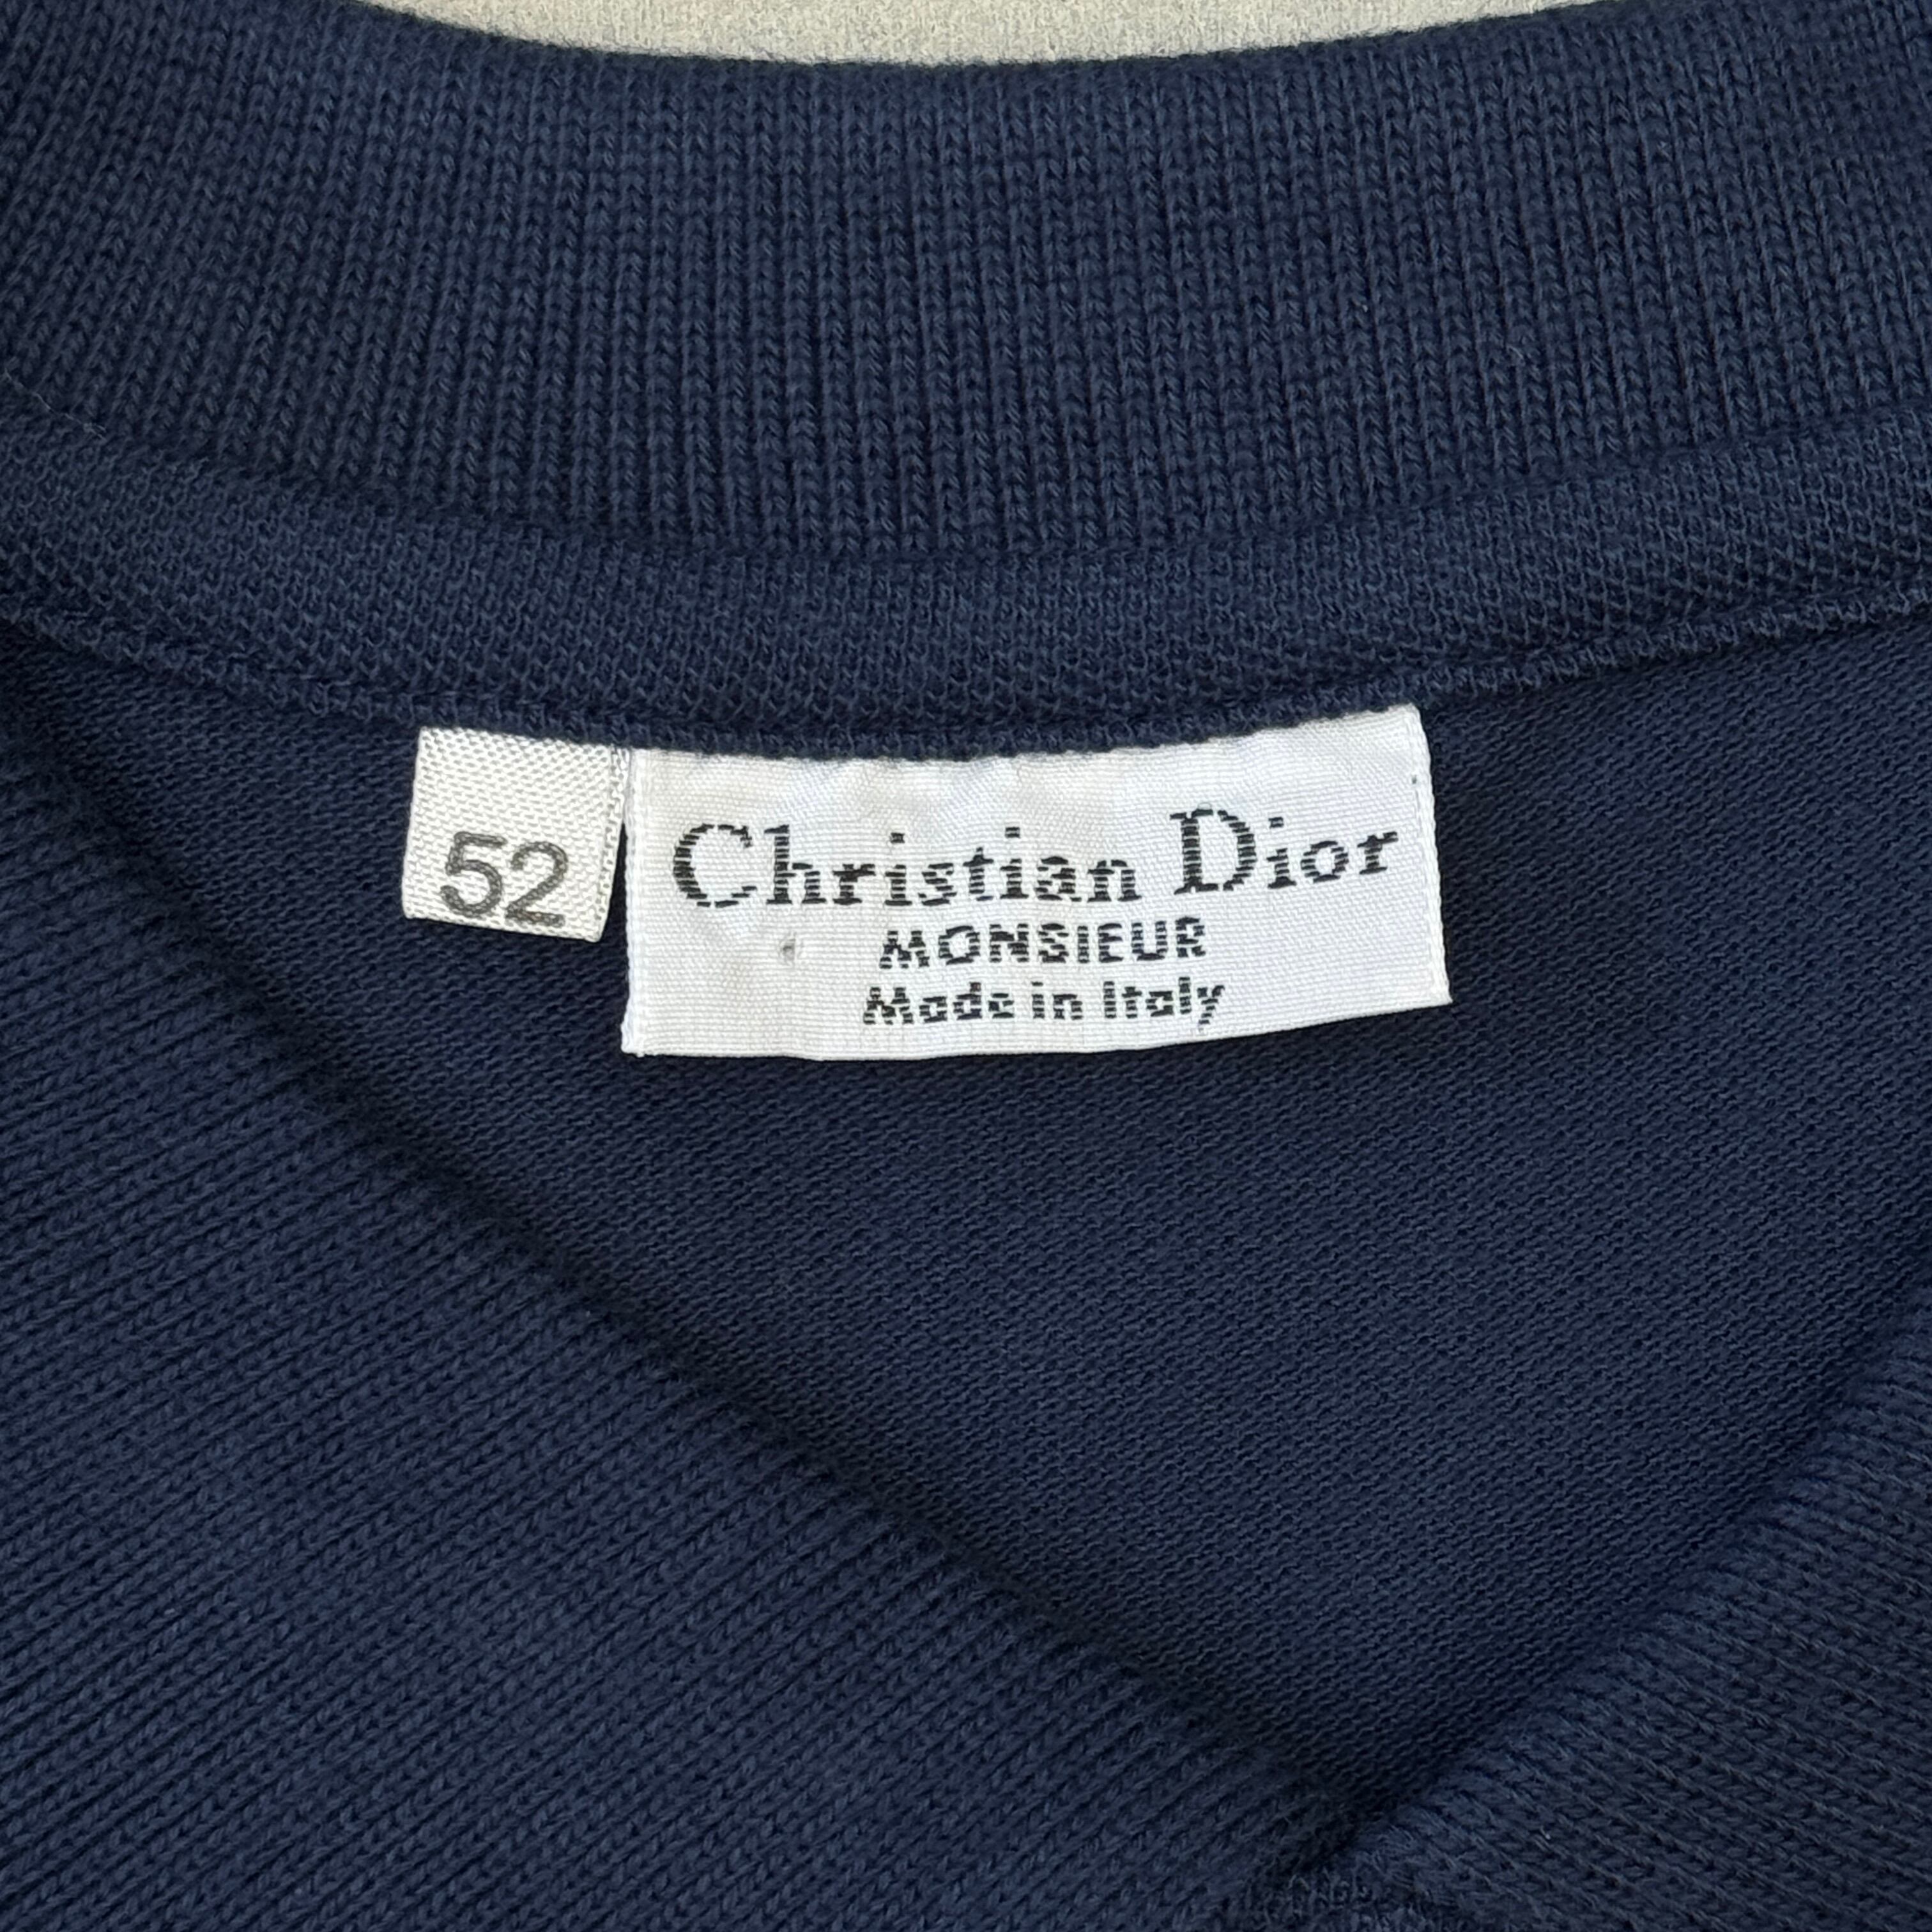 52
Christian Dior
MONSIEUR
Made in Italy